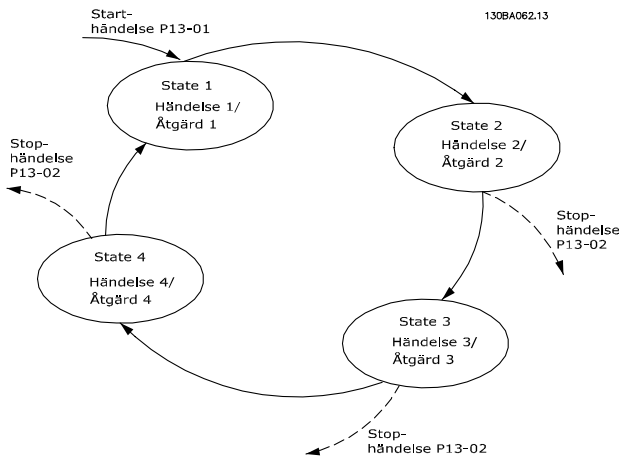 Start-
händelse P13-01
130BA062.13
State 1
Händelse 1/
Åtgärd 1
State 2
Händelse 2/
Åtgärd 2
Stop-
händelse
P13-02
Stop-
händelse
P13-02
State 4
Händelse 4/
Åtgärd 4
State 3
Händelse 3/
Åtgärd 3
Stop-
händelse P13-02